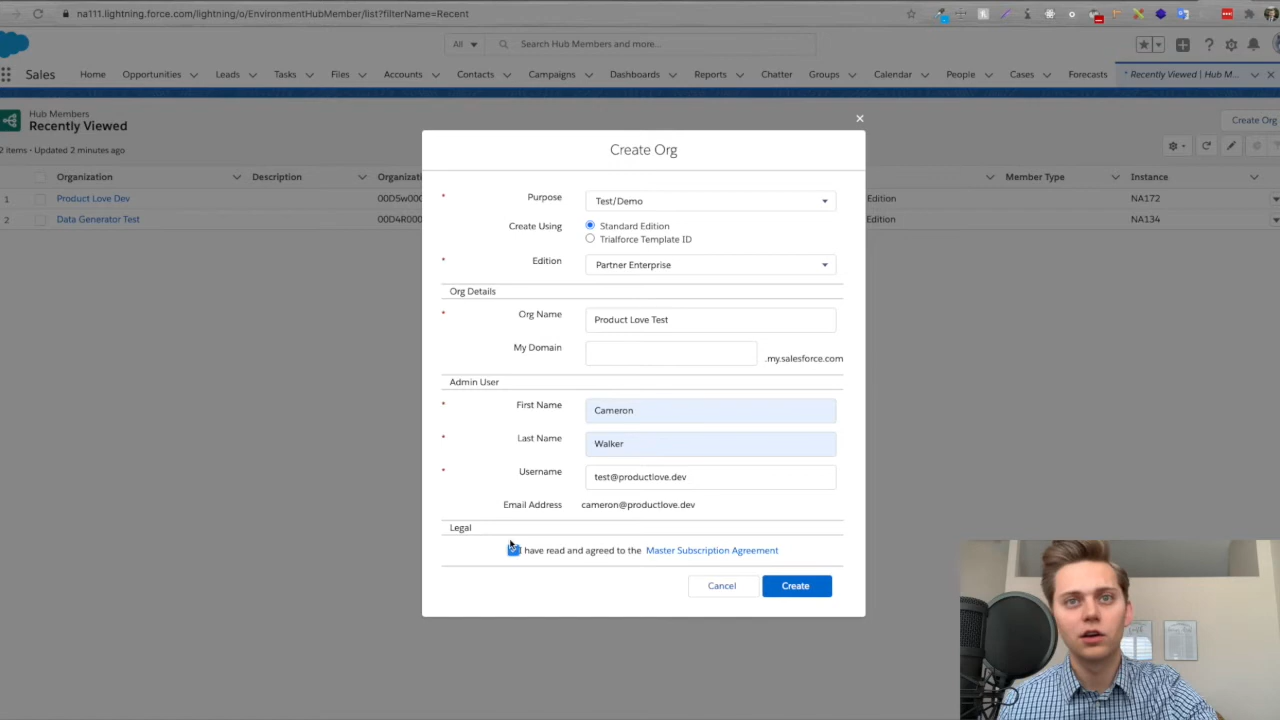 na111.lightning.force.com/lightning/o/EnvironmentHubMember/list?filterName=Recent
All
Search Hub Members and more...
Sales
Home
Opportunities
Leads
Tasks
Files
Accounts
Contacts
Campaigns
Dashboards
Reports
Chatter
Groups
Calendar
People
Cases
Forecasts
* Recently Viewed | Hub M...
Hub Members
Recently Viewed
Create Org
2 items • Updated 2 minutes ago
Organization
Description
Organiz
Member Type
Instance
1
Product Love Dev
00D5w000
Edition
NA172
2
Data Generator Test
00D4R000
Edition
NA134
Create Org
* Purpose
Test/Demo
Create Using
Standard Edition
Trialforce Template ID
* Edition
Partner Enterprise
Org Details
* Org Name
Product Love Test
My Domain
.my.salesforce.com
Admin User
* First Name
Cameron
* Last Name
Walker
* Username
test@productlove.dev
Email Address
cameron@productlove.dev
Legal
have read and agreed to the Master Subscription Agreement
Cancel
Create